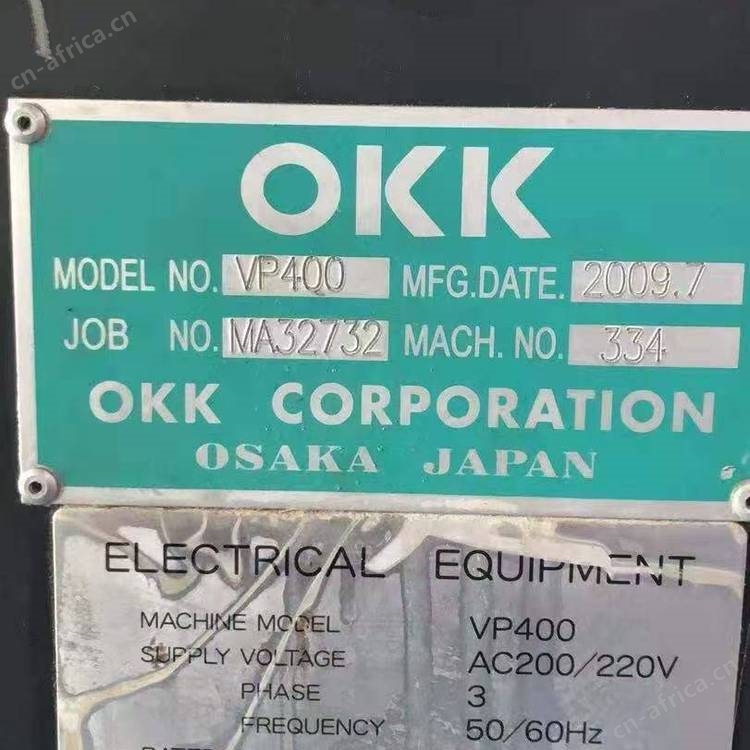 cn-africa.cn
OKK
MODEL NO. VP400 MFG.DATE. 2009.7
JOB NO. MA32732 MACH. NO. 334
OKK CORPORATION
OSAKA JAPAN
ELECTRICAL EQUIPMENT
MACHINE MODEL VP400
SUPPLY VOLTAGE AC200/220V
PHASE 3
FREQUENCY 50/60Hz
cn-africa.cn